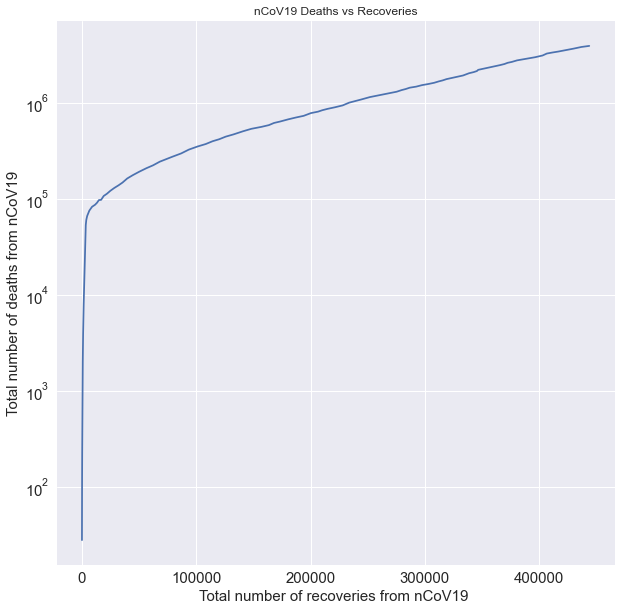 nCoV19 Deaths vs Recoveries
Total number of deaths from nCoV19
10^6
10^5
10^4
10^3
10^2
0 100000 200000 300000 400000
Total number of recoveries from nCoV19